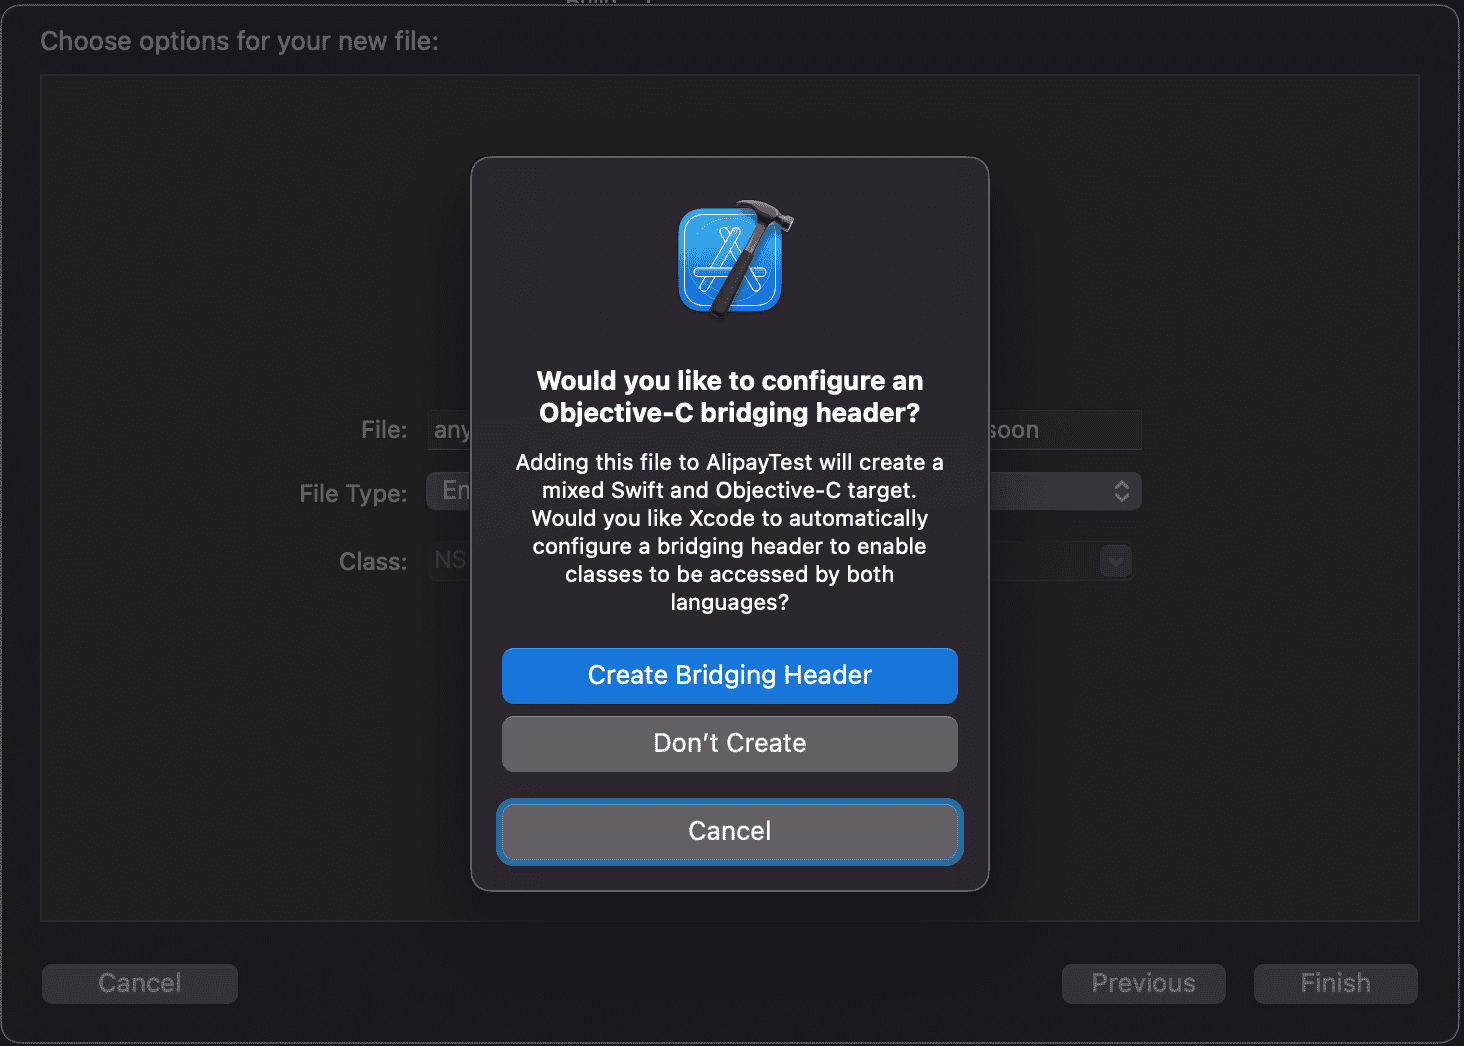 Choose options for your new file:
Would you like to configure an
Objective-C bridging header?
File:
any
soon
Adding this file to AlipayTest will create a
mixed Swift and Objective-C target.
Would you like Xcode to automatically
configure a bridging header to enable
classes to be accessed by both
languages?
File Type:
Em
Class:
NS
Create Bridging Header
Don't Create
Cancel
Cancel
Previous
Finish